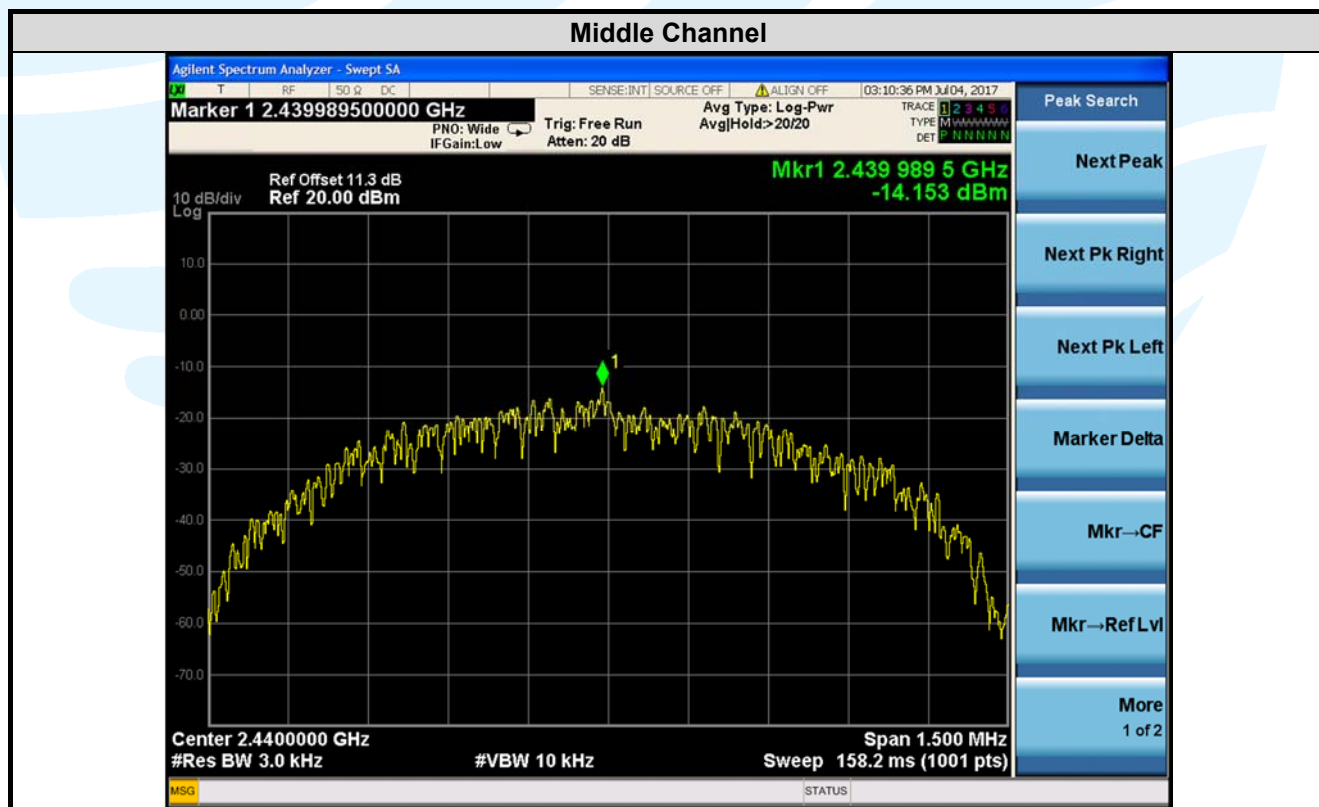 Middle Channel
Agilent Spectrum Analyzer - Swept SA
LXI T RF 50 Ω DC SENSE:INT SOURCE OFF ALIGN OFF 03:10:36 PM Jul 04, 2017
Marker 1 2.439989500000 GHz
PNO: Wide
IFGain:Low
Trig: Free Run
Atten: 20 dB
Avg Type: Log-Pwr
Avg|Hold:>20/20
TRACE 1 2 3 4 5 6
TYPE M W W W W W
DET P N N N N N
Peak Search
Mkr1 2.439 989 5 GHz
-14.153 dBm
Ref Offset 11.3 dB
10 dB/div Ref 20.00 dBm
Log
10.0
0.00
-10.0
-20.0
-30.0
-40.0
-50.0
-60.0
-70.0
1
Center 2.4400000 GHz Span 1.500 MHz
#Res BW 3.0 kHz #VBW 10 kHz Sweep 158.2 ms (1001 pts)
Next Peak
Next Pk Right
Next Pk Left
Marker Delta
Mkr→CF
Mkr→Ref Lvl
More
1 of 2
MSG STATUS